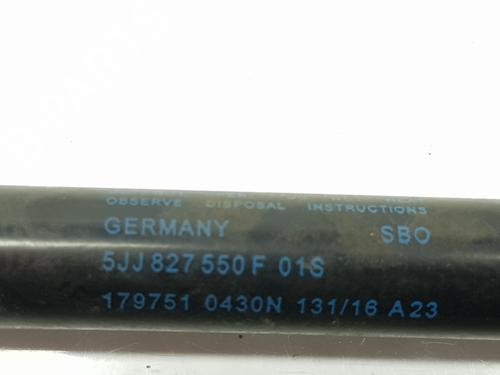 OBSERVE DISPOSAL INSTRUCTIONS
GERMANY SBO
5JJ 827 550 F 01S
179751 0430N 131/16 A23